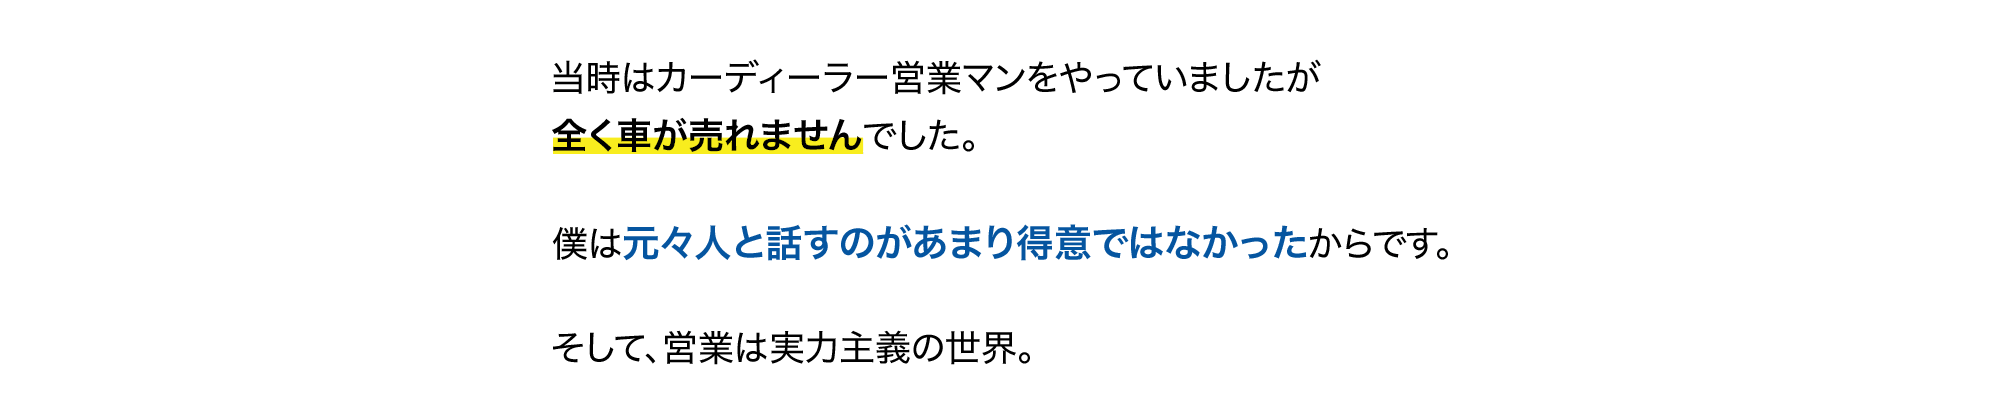 当時はカーディーラー営業マンをやっていましたが
全く車が売れませんでした。
僕は元々人と話すのがあまり得意ではなかったからです。
そして、営業は実力主義の世界。